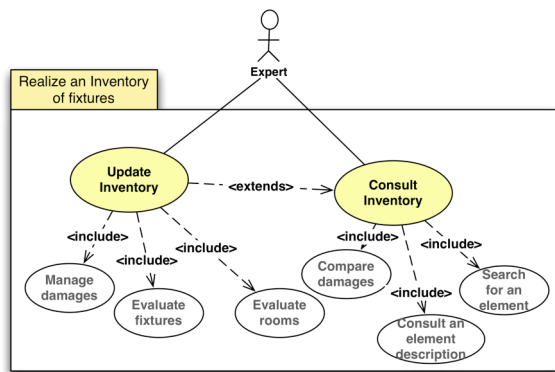 Expert
Realize an Inventory
of fixtures
Update
Inventory
<extends>
Consult
Inventory
<include>
<include>
<include>
<include>
<include>
<include>
Manage
damages
Evaluate
fixtures
Evaluate
rooms
Compare
damages
Consult an
element
description
Search
for an
element